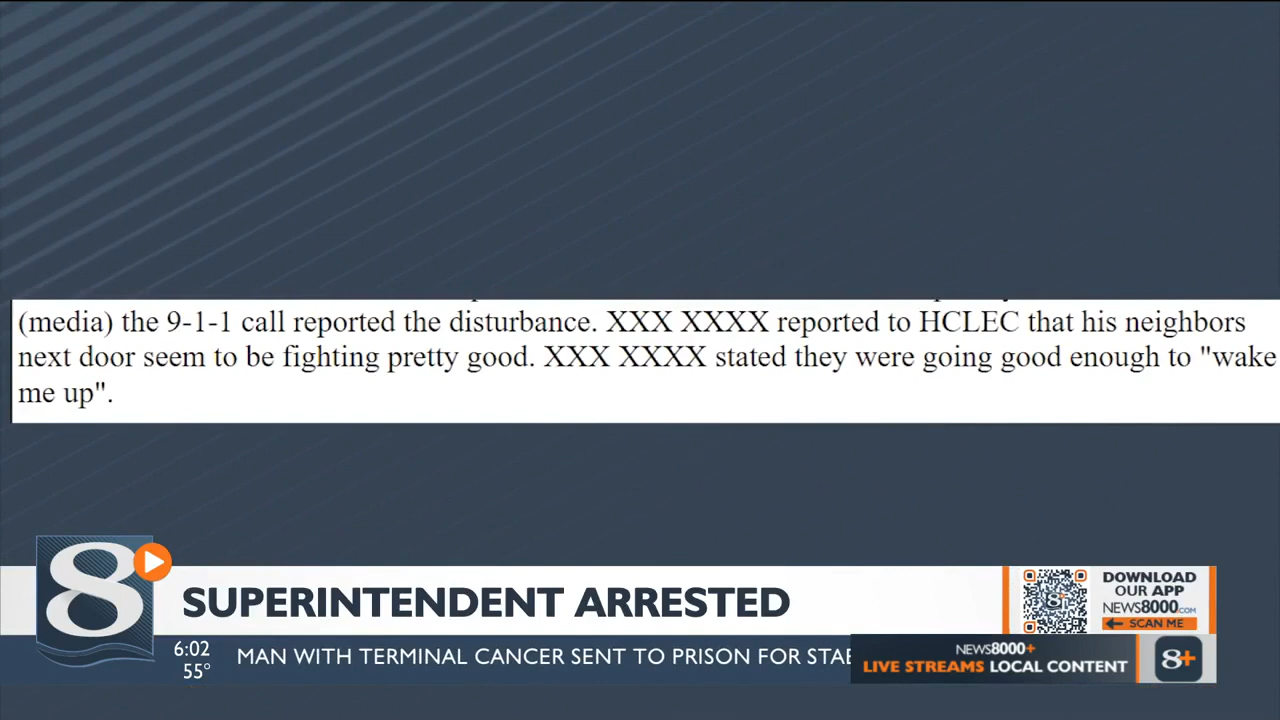 (media) the 9-1-1 call reported the disturbance. XXX XXXX reported to HCLEC that his neighbors
next door seem to be fighting pretty good. XXX XXXX stated they were going good enough to "wake
me up".
8
SUPERINTENDENT ARRESTED
DOWNLOAD
OUR APP
NEWS8000.COM
SCAN ME
6:02
55°
MAN WITH TERMINAL CANCER SENT TO PRISON FOR
NEWS8000+
LIVE STREAMS LOCAL CONTENT
8+